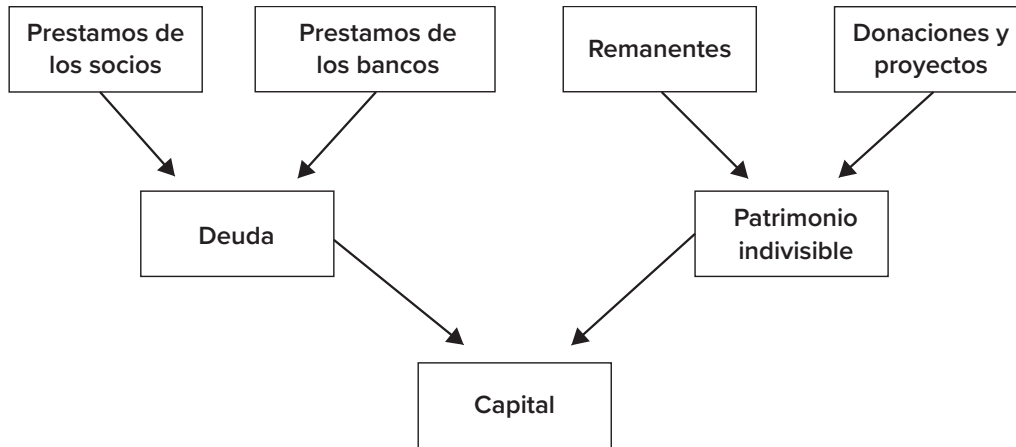 Prestamos de
los socios
Prestamos de
los bancos
Remanentes
Donaciones y
proyectos
Deuda
Patrimonio
indivisible
Capital